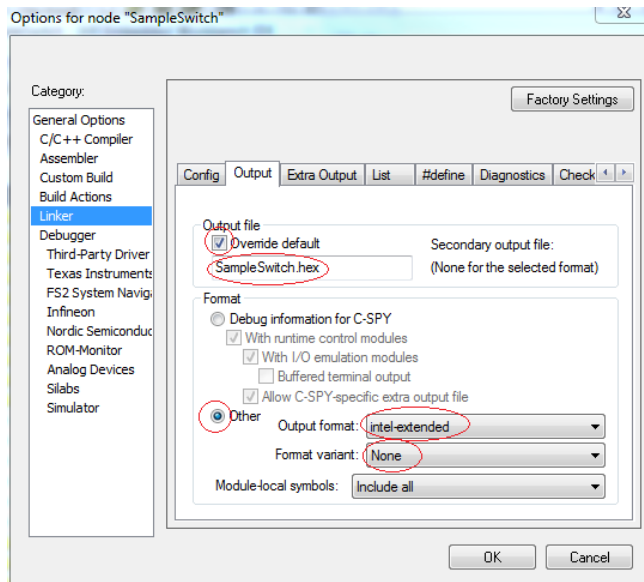 Options for node "SampleSwitch"
Category:
General Options
C/C++ Compiler
Assembler
Custom Build
Build Actions
Linker
Debugger
Third-Party Driver
Texas Instruments
FS2 System Naviga
Infineon
Nordic Semiconduc
ROM-Monitor
Analog Devices
Silabs
Simulator
Factory Settings
Config Output Extra Output List #define Diagnostics Check
Output file
Override default
SampleSwitch.hex
Secondary output file:
(None for the selected format)
Format
Debug information for C-SPY
With runtime control modules
With I/O emulation modules
Buffered terminal output
Allow C-SPY-specific extra output file
Other
Output format: intel-extended
Format variant: None
Module-local symbols: Include all
OK Cancel